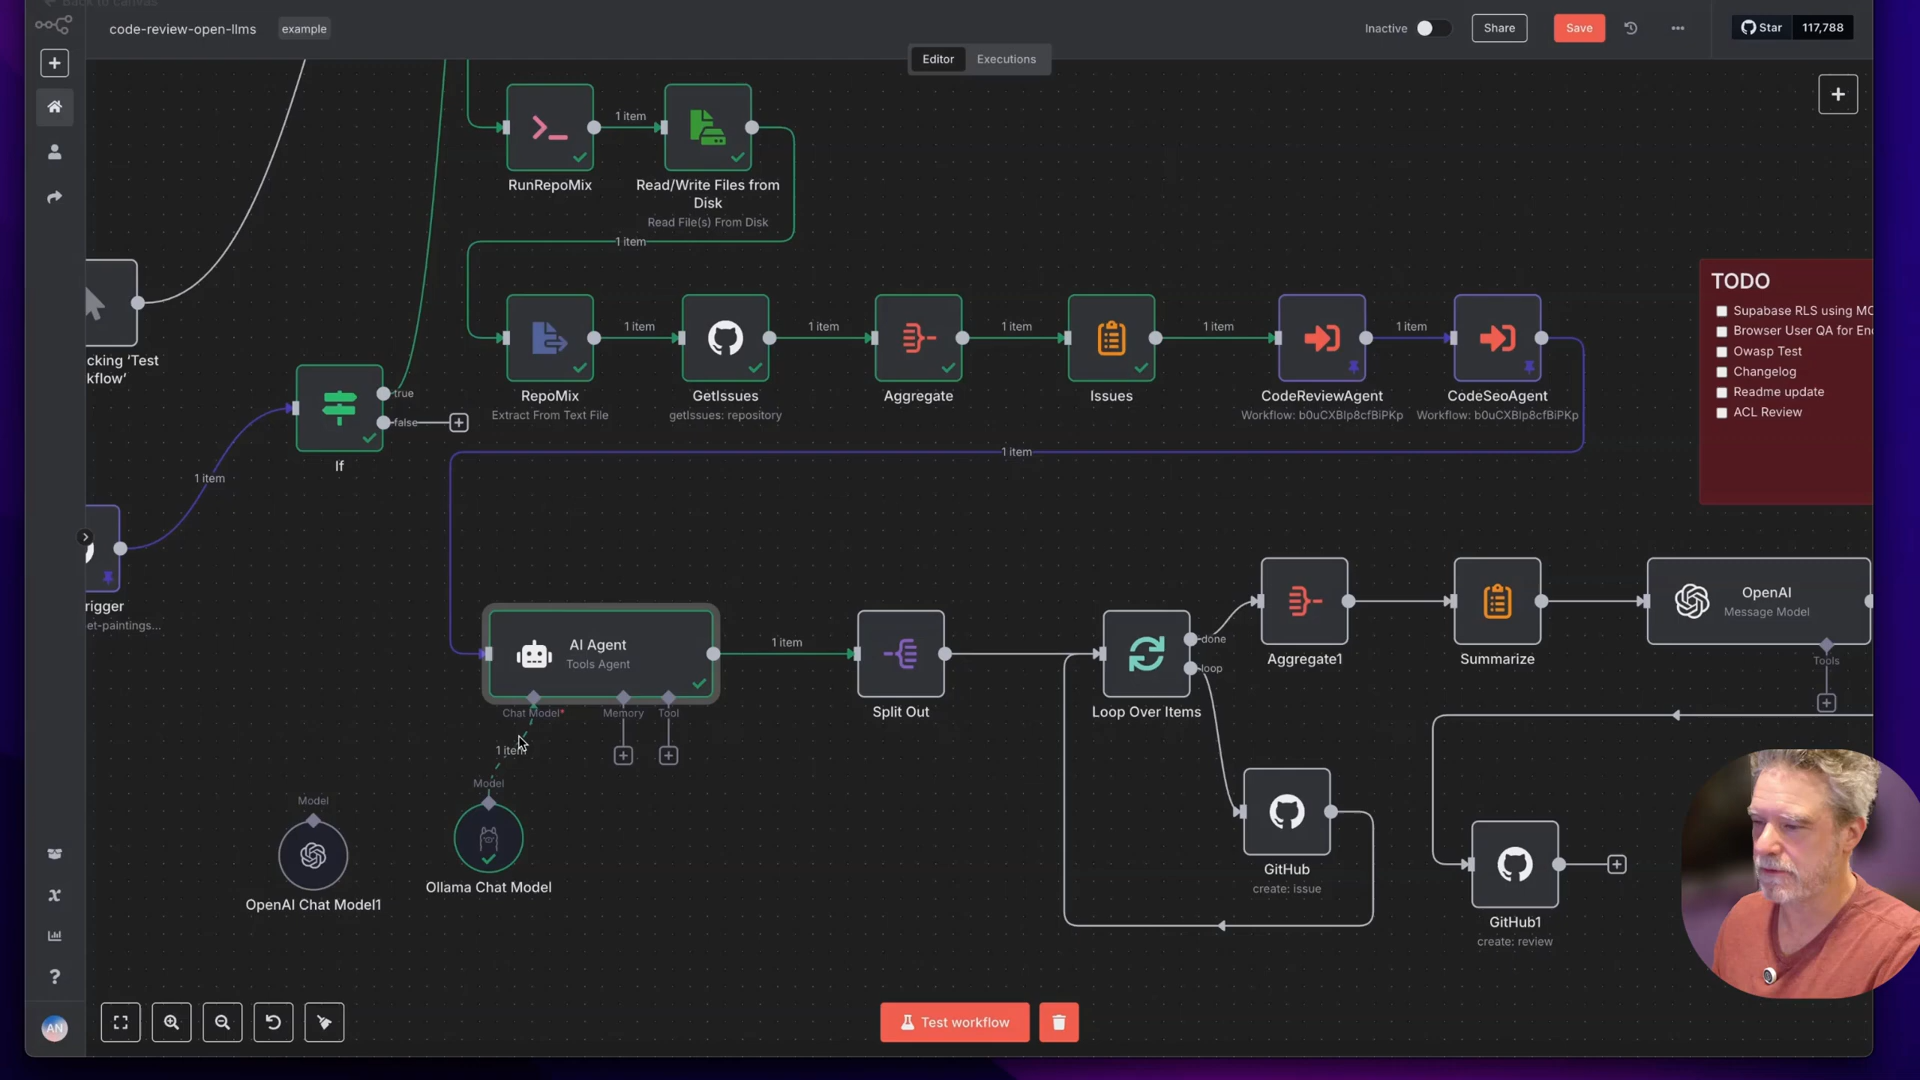 Back to canvas
code-review-open-llms
example
Inactive
Share
Save
Star
117,788
Editor
Executions
1 item
RunRepoMix
Read/Write Files from
Disk
Read File(s) From Disk
1 item
TODO
Supabase RLS using MC
Browser User QA for En
Owasp Test
Changelog
Readme update
ACL Review
1 item
1 item
1 item
1 item
1 item
RepoMix
Extract From Text File
GetIssues
getIssues: repository
Aggregate
Issues
CodeReviewAgent
Workflow: b0uCXBlp8cfBiPKp
CodeSeoAgent
Workflow: b0uCXBlp8cfBiPKp
cking ‘Test
kflow’
true
false
If
1 item
1 item
rigger
et-paintings...
AI Agent
Tools Agent
1 item
Chat Model*
Memory
Tool
1 item
Split Out
done
loop
Loop Over Items
Aggregate1
Summarize
OpenAI
Message Model
Tools
Model
OpenAI Chat Model1
Model
Ollama Chat Model
GitHub
create: issue
GitHub1
create: review
AN
Test workflow